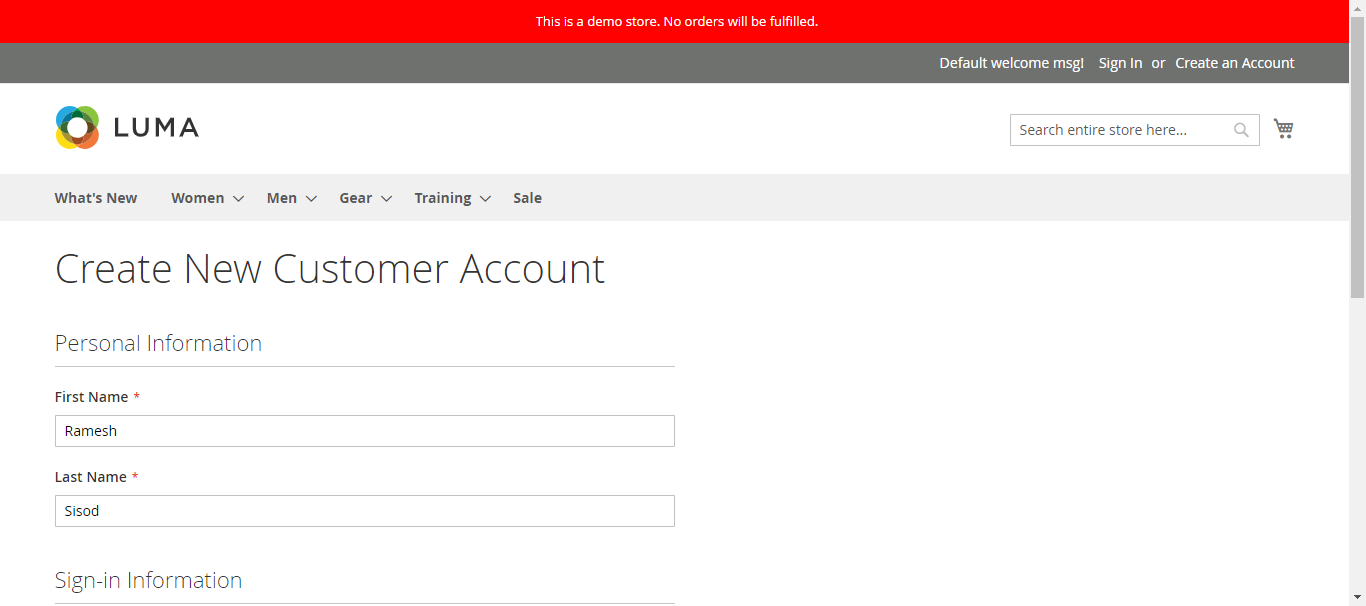 This is a demo store. No orders will be fulfilled.
Default welcome msg! Sign In or Create an Account
LUMA
Search entire store here...
What's New Women Men Gear Training Sale
Create New Customer Account
Personal Information
First Name *
Ramesh
Last Name *
Sisod
Sign-in Information